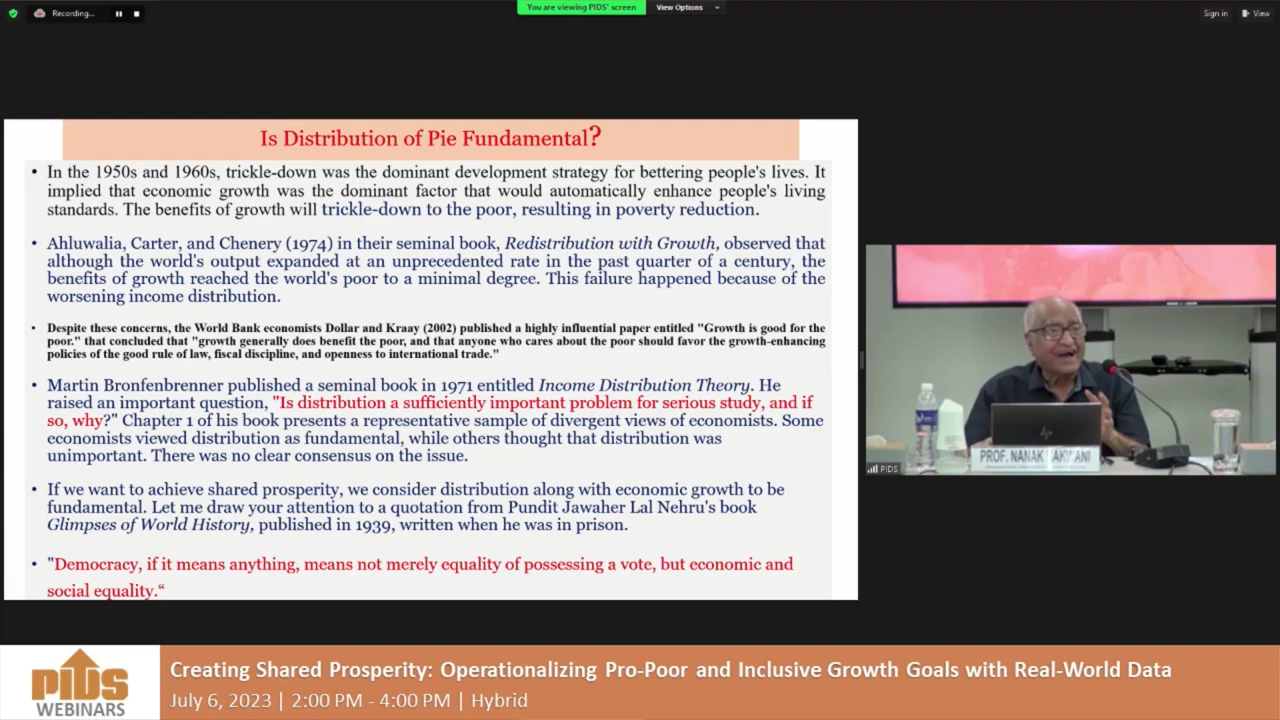 Recording...
You are viewing PIDS' screen
View Options
Sign in
View
Is Distribution of Pie Fundamental?
• In the 1950s and 1960s, trickle-down was the dominant development strategy for bettering people's lives. It
implied that economic growth was the dominant factor that would automatically enhance people's living
standards. The benefits of growth will trickle-down to the poor, resulting in poverty reduction.
• Ahluwalia, Carter, and Chenery (1974) in their seminal book, Redistribution with Growth, observed that
although the world's output expanded at an unprecedented rate in the past quarter of a century, the
benefits of growth reached the world's poor to a minimal degree. This failure happened because of the
worsening income distribution.
• Despite these concerns, the World Bank economists Dollar and Kraay (2002) published a highly influential paper entitled "Growth is good for the
poor." that concluded that "growth generally does benefit the poor, and that anyone who cares about the poor should favor the growth-enhancing
policies of the good rule of law, fiscal discipline, and openness to international trade."
• Martin Bronfenbrenner published a seminal book in 1971 entitled Income Distribution Theory. He
raised an important question, "Is distribution a sufficiently important problem for serious study, and if
so, why?" Chapter 1 of his book presents a representative sample of divergent views of economists. Some
economists viewed distribution as fundamental, while others thought that distribution was
unimportant. There was no clear consensus on the issue.
• If we want to achieve shared prosperity, we consider distribution along with economic growth to be
fundamental. Let me draw your attention to a quotation from Pundit Jawaher Lal Nehru's book
Glimpses of World History, published in 1939, written when he was in prison.
• "Democracy, if it means anything, means not merely equality of possessing a vote, but economic and
social equality.“
hp
PROF. NANAK KAKWANI
PIDS
PIDS
WEBINARS
Creating Shared Prosperity: Operationalizing Pro-Poor and Inclusive Growth Goals with Real-World Data
July 6, 2023 | 2:00 PM - 4:00 PM | Hybrid